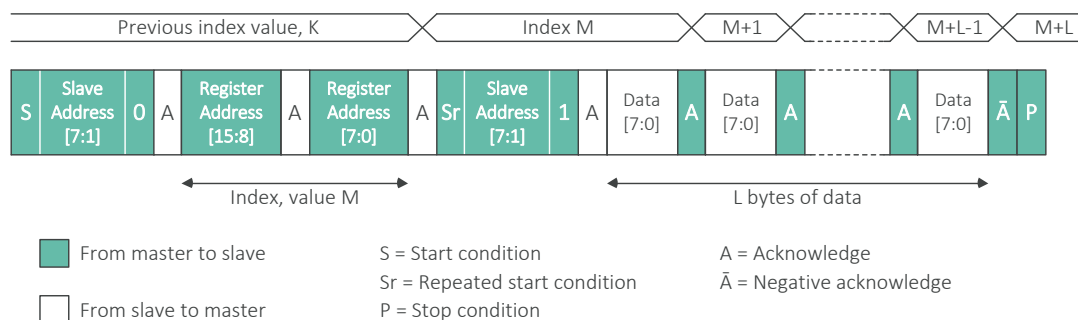 Previous index value, K Index M M+1 M+L-1 M+L
S Slave Address [7:1] 0 A Register Address [15:8] A Register Address [7:0] A Sr Slave Address [7:1] 1 A Data [7:0] A Data [7:0] A A Data [7:0] Ā P
Index, value M L bytes of data
From master to slave S = Start condition A = Acknowledge
Sr = Repeated start condition Ā = Negative acknowledge
From slave to master P = Stop condition